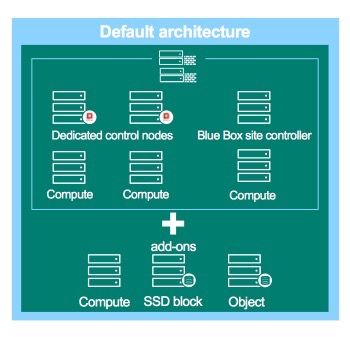 Default architecture
Dedicated control nodes Blue Box site controller
Compute Compute Compute
add-ons
Compute SSD block Object